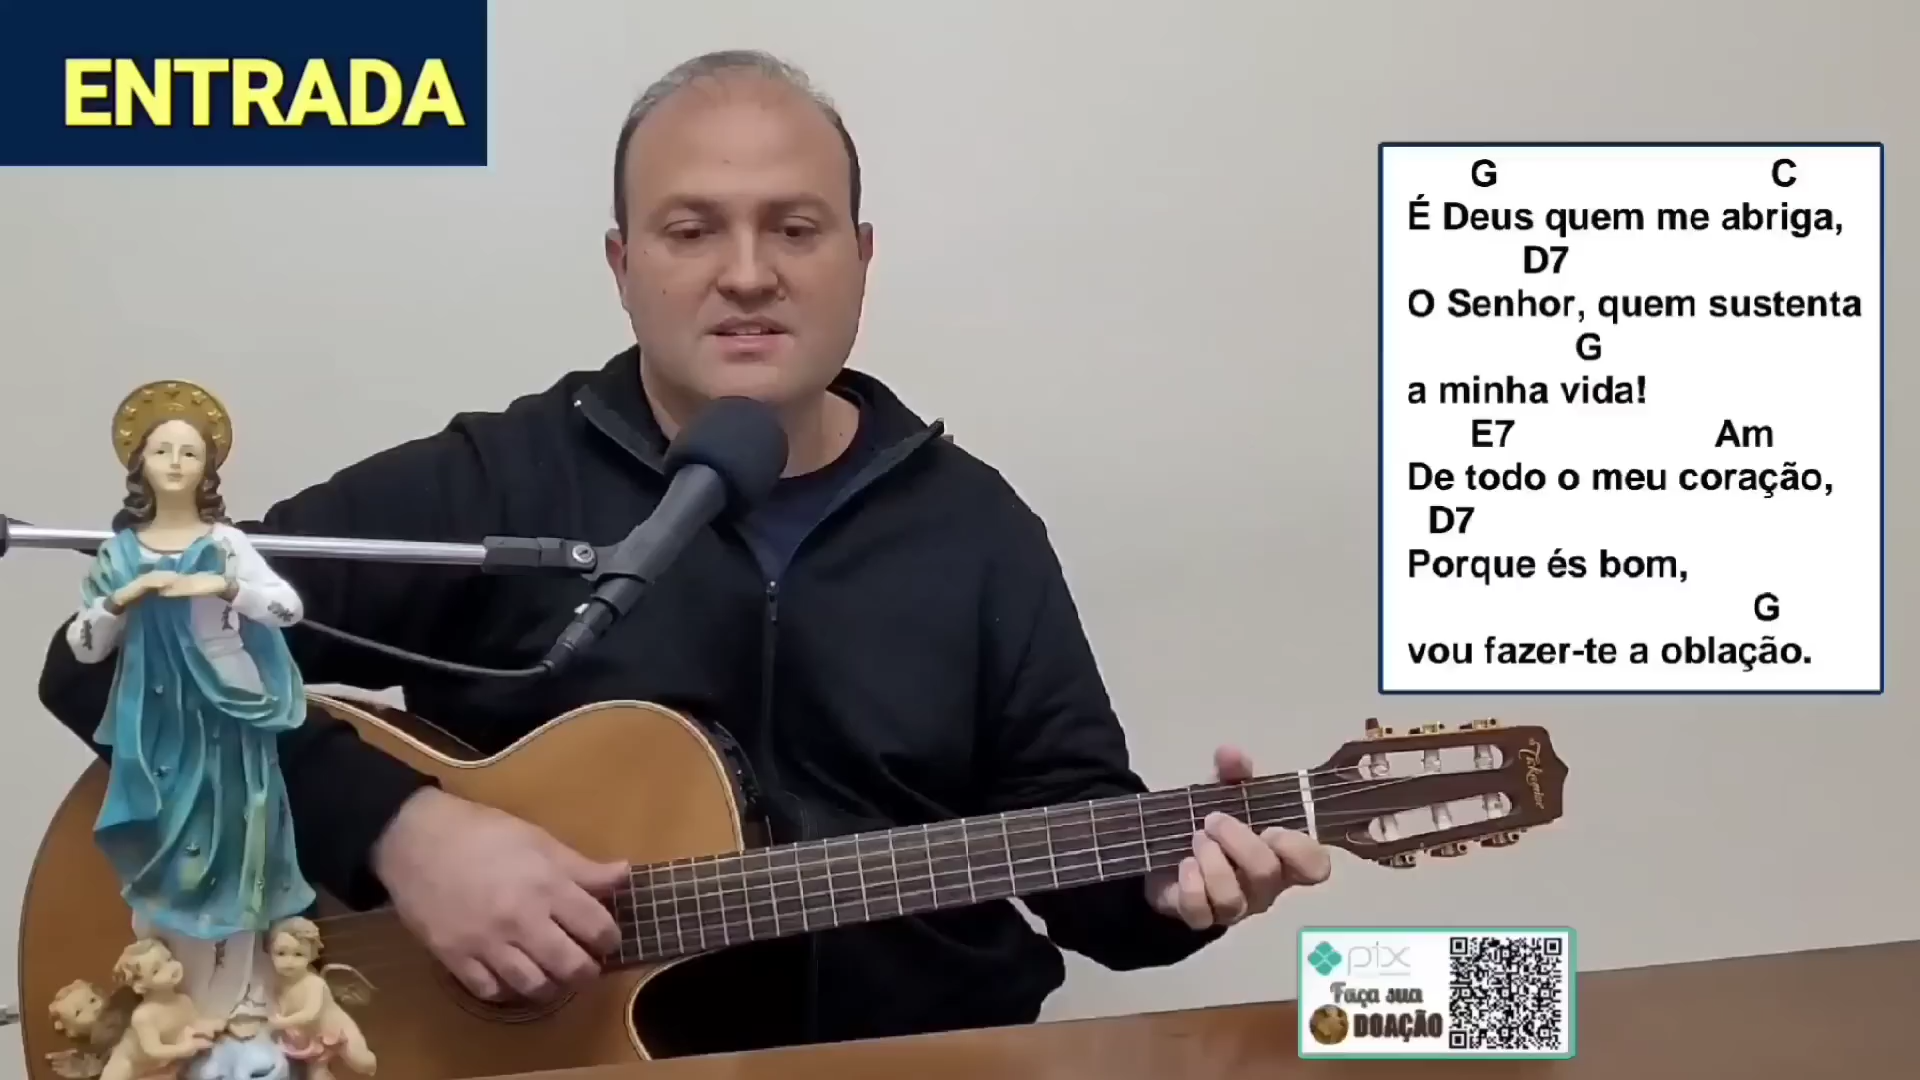 ENTRADA
G C
É Deus quem me abriga,
D7
O Senhor, quem sustenta
G
a minha vida!
E7 Am
De todo o meu coração,
D7
Porque és bom,
G
vou fazer-te a oblação.
Takamine
pix
Faça sua
DOAÇÃO